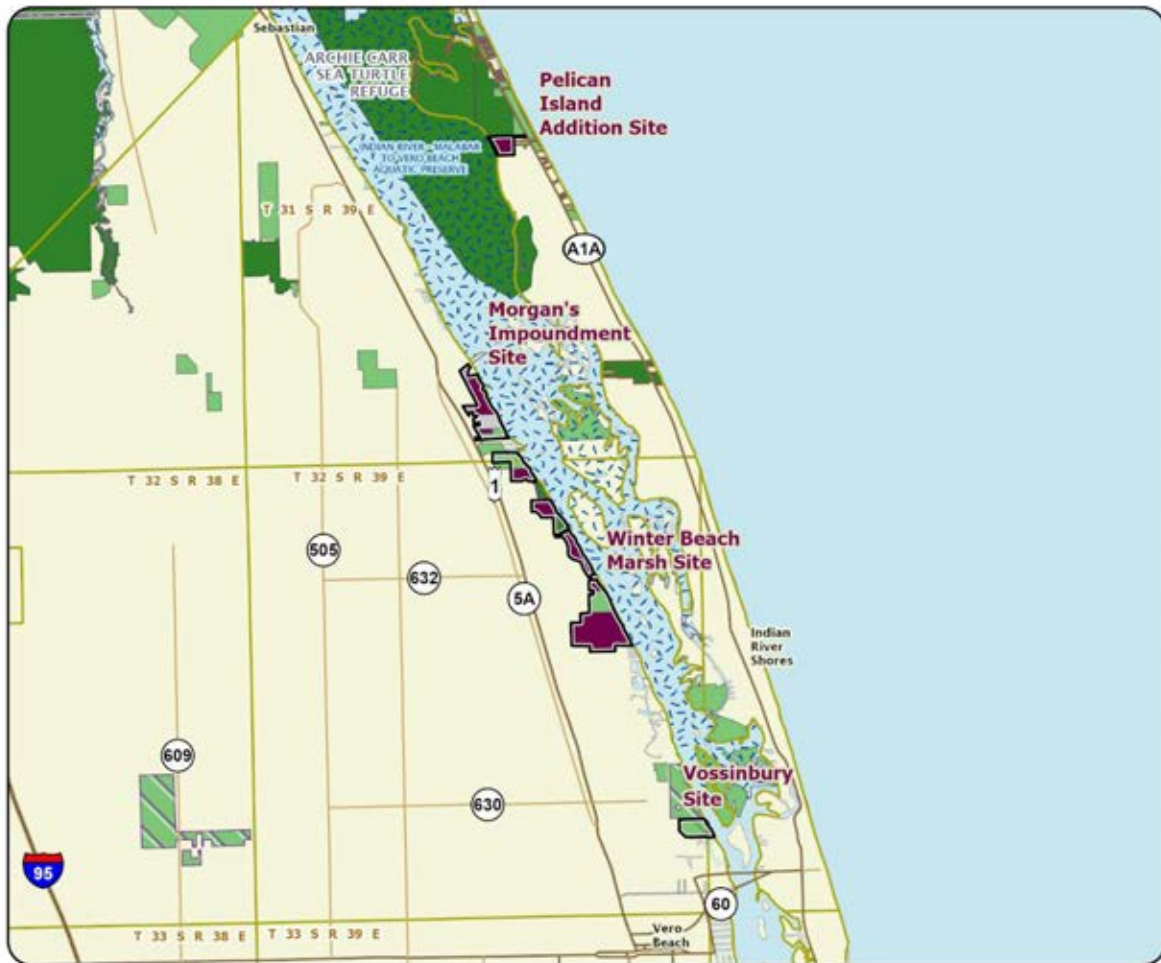 Sebastian
ARCHIE CARR
SEA TURTLE
REFUGE
Pelican
Island
Addition Site
INDIAN RIVER - MALABAR
TO VERO BEACH
AQUATIC PRESERVE
T 31 S R 39 E
A1A
Morgan's
Impoundment
Site
T 32 S R 38 E
T 32 S R 39 E
1
505
632
5A
Winter Beach
Marsh Site
Indian
River
Shores
609
630
Vossinbury
Site
95
60
T 33 S R 38 E
T 33 S R 39 E
Vero
Beach